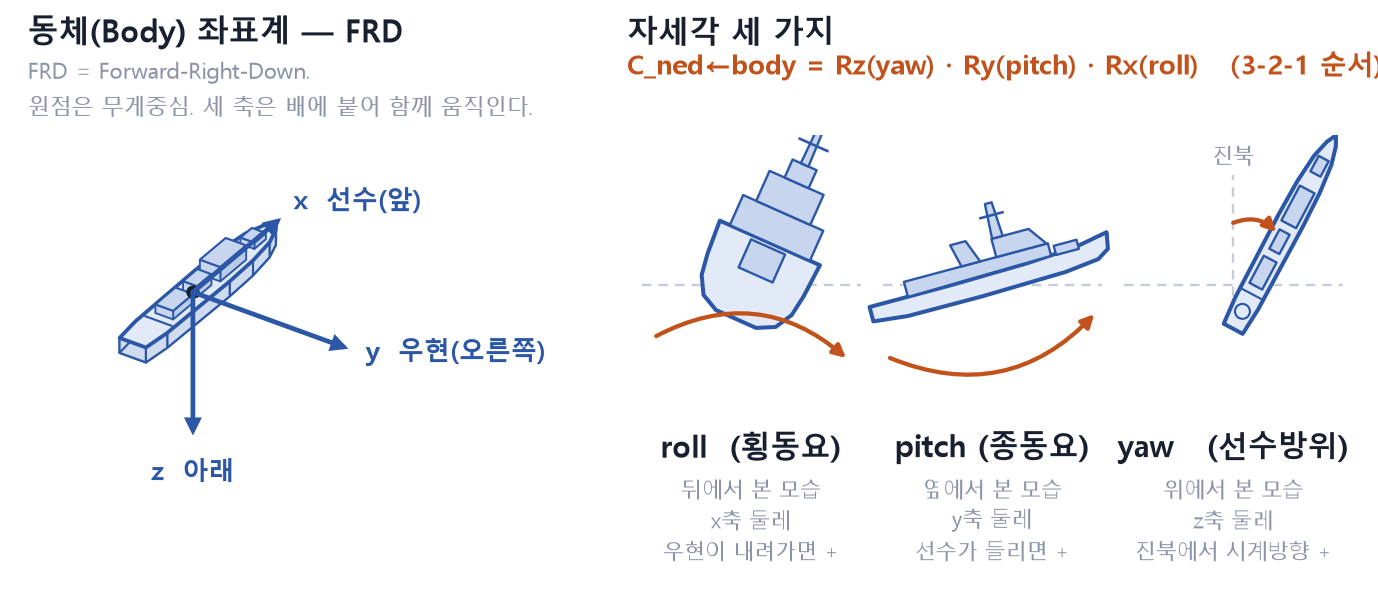 동체(Body) 좌표계 — FRD
FRD = Forward-Right-Down.
원점은 무게중심. 세 축은 배에 붙어 함께 움직인다.
x 선수(앞)
y 우현(오른쪽)
z 아래
자세각 세 가지
C_ned←body = Rz(yaw) · Ry(pitch) · Rx(roll) (3-2-1 순서)
진북
roll (횡동요)
뒤에서 본 모습
x축 둘레
우현이 내려가면 +
pitch (종동요)
옆에서 본 모습
y축 둘레
선수가 들리면 +
yaw (선수방위)
위에서 본 모습
z축 둘레
진북에서 시계방향 +